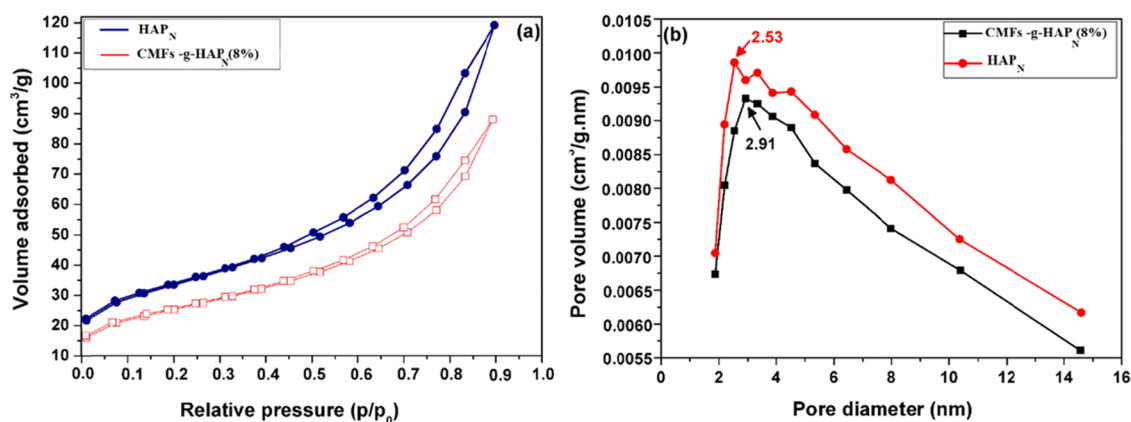 (a)
HAPN
CMFs -g-HAPN(8%)
Volume adsorbed (cm³/g)
120
110
100
90
80
70
60
50
40
30
20
10
0.0 0.1 0.2 0.3 0.4 0.5 0.6 0.7 0.8 0.9 1.0
Relative pressure (p/p₀)
(b)
CMFs -g-HAPN(8%)
HAPN
2.53
2.91
Pore volume (cm³/g.nm)
0.0105
0.0100
0.0095
0.0090
0.0085
0.0080
0.0075
0.0070
0.0065
0.0060
0.0055
0 2 4 6 8 10 12 14 16
Pore diameter (nm)